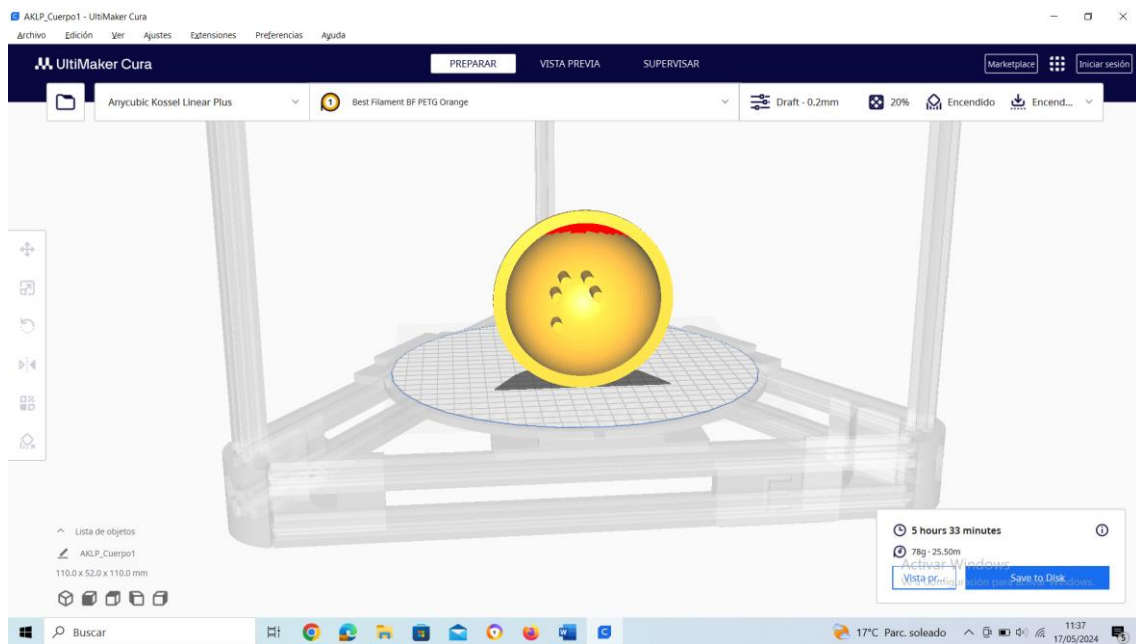 AKLP_Cuerpo1 - UltiMaker Cura
Archivo Edición Ver Ajustes Extensiones Preferencias Ayuda
UltiMaker Cura PREPARAR VISTA PREVIA SUPERVISAR Marketplace Iniciar sesión
Anycubic Kossel Linear Plus 1 Best Filament BF PETG Orange Draft - 0.2mm 20% Encendido Encend...
Lista de objetos
AKLP_Cuerpo1
110.0 x 52.0 x 110.0 mm
5 hours 33 minutes
78g · 25.50m
Activar Windows
Vista pr... Save to Disk
Buscar 17°C Parc. soleado 11:37
17/05/2024 5